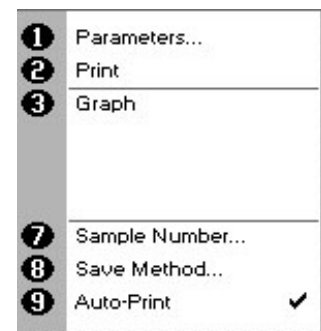 1 Parameters...
2 Print
3 Graph
7 Sample Number...
8 Save Method...
9 Auto-Print ✔